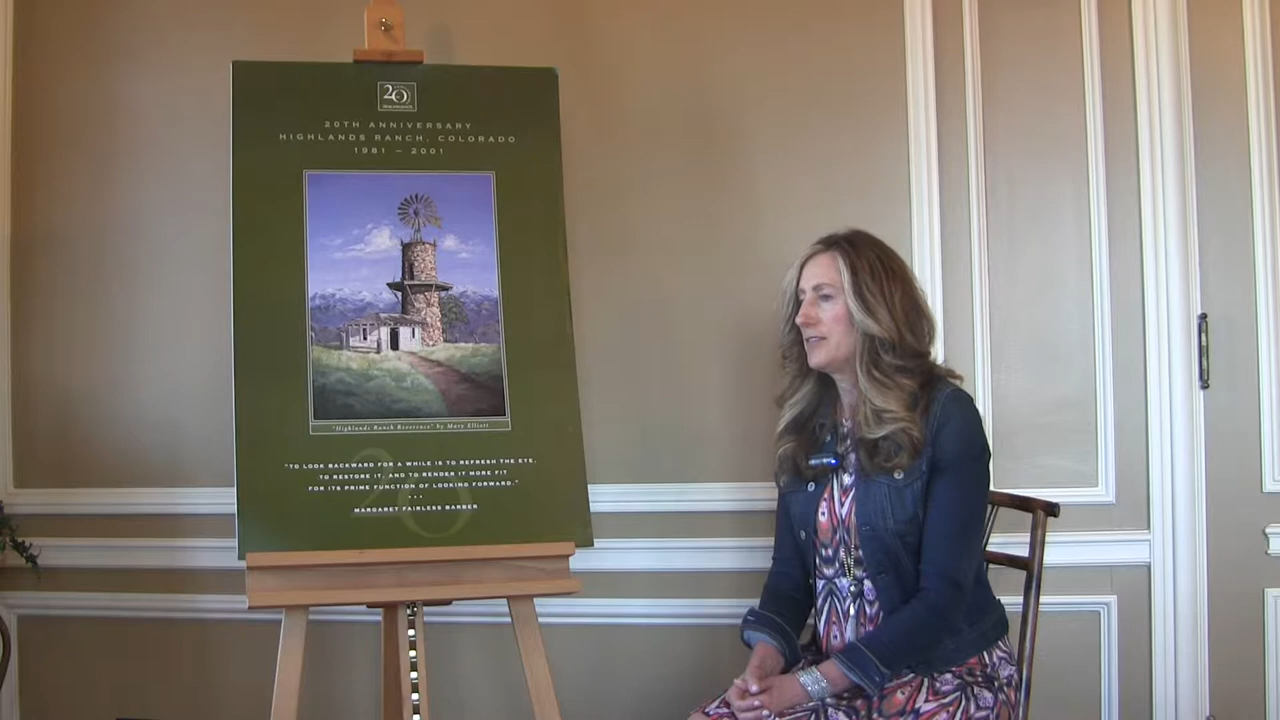 20
20TH ANNIVERSARY
HIGHLANDS RANCH, COLORADO
1981 – 2001
"Highlands Ranch Reverence" by Mary Elliott
"TO LOOK BACKWARD FOR A WHILE IS TO REFRESH THE EYE,
TO RESTORE IT, AND TO RENDER IT MORE FIT
FOR ITS PRIME FUNCTION OF LOOKING FORWARD."
MARGARET FAIRLESS BARBER
20